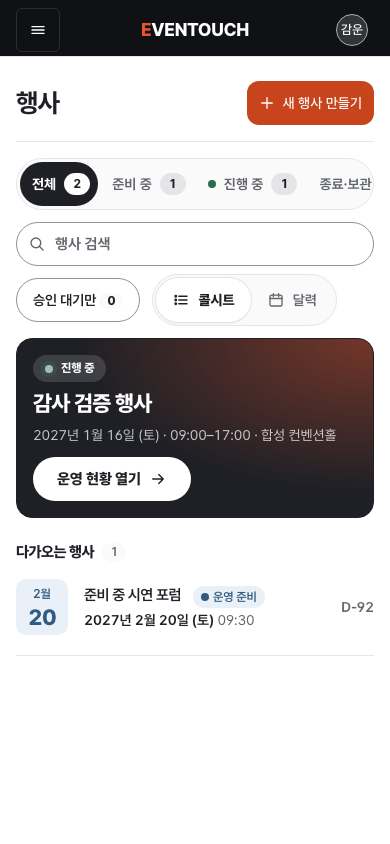 EVENTOUCH
감운
행사
새 행사 만들기
전체 2
준비 중 1
진행 중 1
종료·보관
행사 검색
승인 대기만 0
콜시트
달력
진행 중
감사 검증 행사
2027년 1월 16일 (토) · 09:00–17:00 · 합성 컨벤션홀
운영 현황 열기
다가오는 행사 1
2월
20
준비 중 시연 포럼
운영 준비
2027년 2월 20일 (토) 09:30
D-92